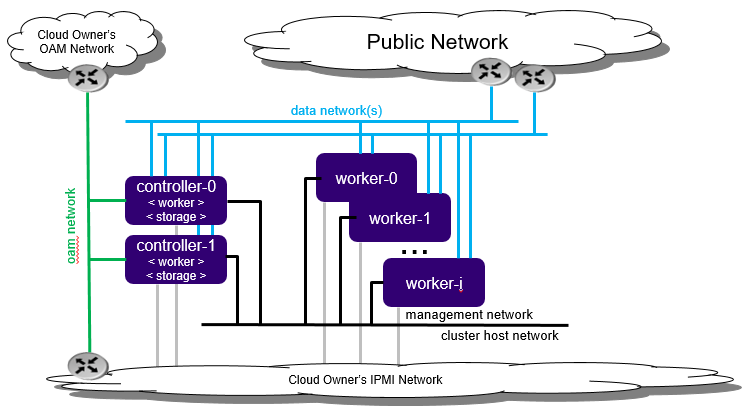 Cloud Owner's
OAM Network
Public Network
data network(s)
oam network
controller-0
< worker >
< storage >
controller-1
< worker >
< storage >
worker-0
worker-1
...
worker-i
management network
cluster host network
Cloud Owner's IPMI Network